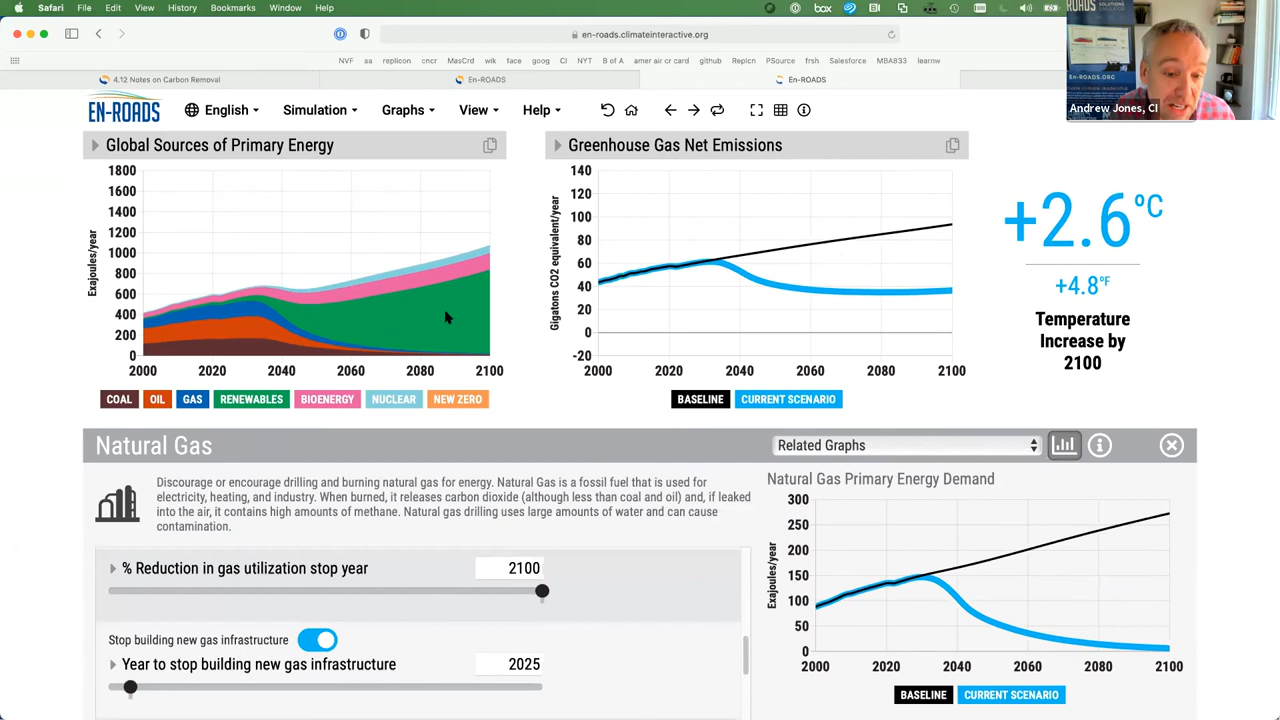 Safari File Edit View History Bookmarks Window Help
en-roads.climateinteractive.org
NVF aa policom cncr MasCrd wik face goog CI NYT B of A amer air or card github Replcn PSource frsh Salesforce MBA833 learnw
4.12 Notes on Carbon Removal
En-ROADS
En-ROADS
EN-ROADS
English
Simulation
View
Help
En-ROADS.ORG
Andrew Jones, CI
Global Sources of Primary Energy
1800
1600
1400
1200
1000
800
600
400
200
0
Exajoules/year
2000 2020 2040 2060 2080 2100
COAL OIL GAS RENEWABLES BIOENERGY NUCLEAR NEW ZERO
Greenhouse Gas Net Emissions
140
120
100
80
60
40
20
0
-20
Gigatons CO2 equivalent/year
2000 2020 2040 2060 2080 2100
BASELINE CURRENT SCENARIO
+2.6 ºC
+4.8 ºF
Temperature
Increase by
2100
Natural Gas
Related Graphs
Discourage or encourage drilling and burning natural gas for energy. Natural Gas is a fossil fuel that is used for
electricity, heating, and industry. When burned, it releases carbon dioxide (although less than coal and oil) and, if leaked
into the air, it contains high amounts of methane. Natural gas drilling uses large amounts of water and can cause
contamination.
% Reduction in gas utilization stop year 2100
Stop building new gas infrastructure
Year to stop building new gas infrastructure 2025
Natural Gas Primary Energy Demand
300
250
200
150
100
50
0
Exajoules/year
2000 2020 2040 2060 2080 2100
BASELINE CURRENT SCENARIO